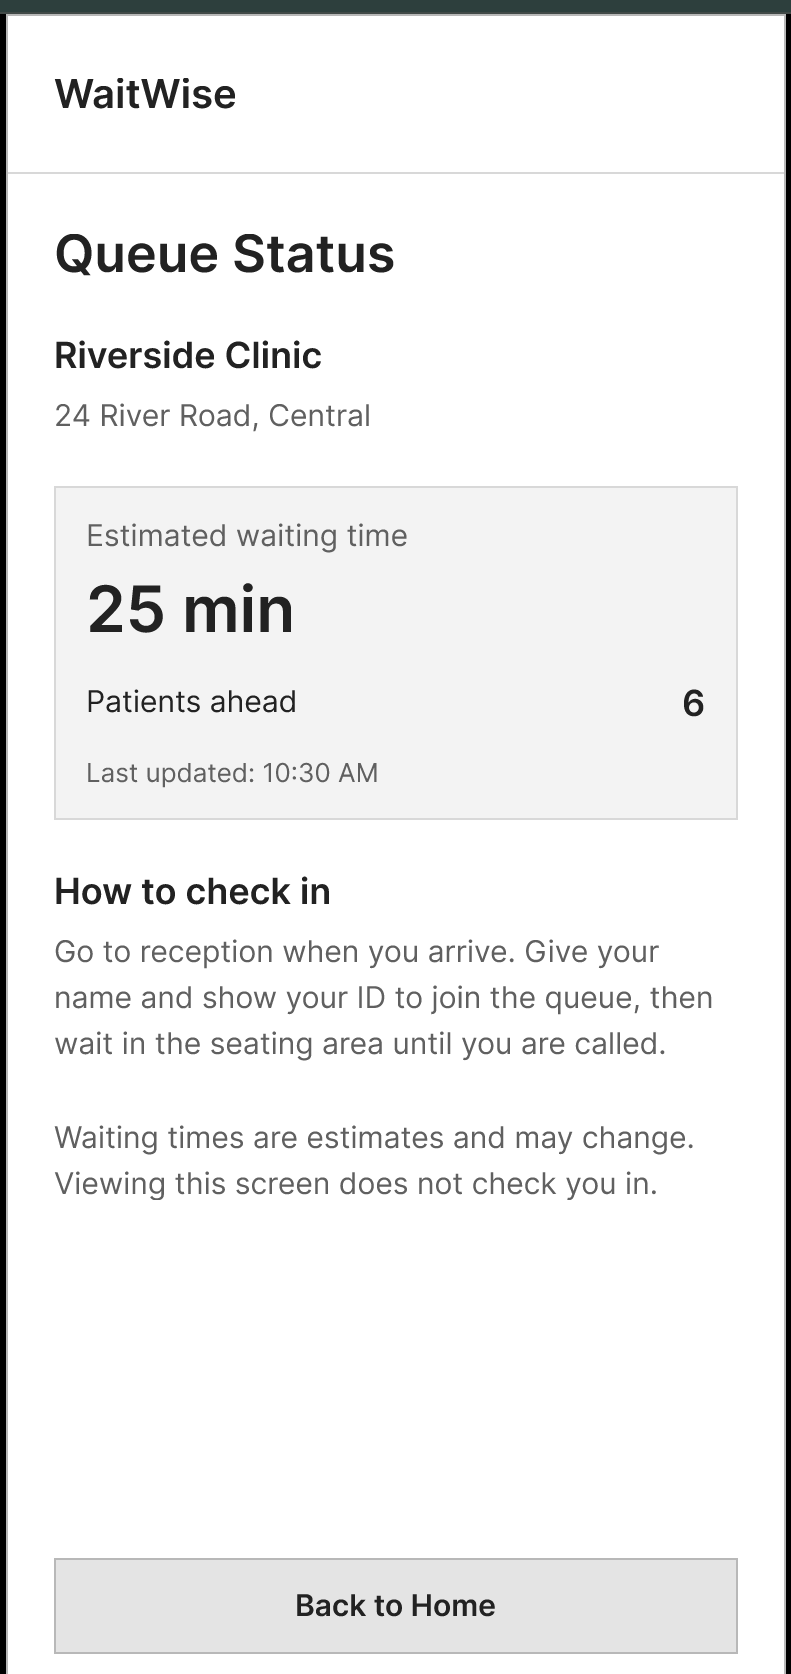 WaitWise
Queue Status
Riverside Clinic
24 River Road, Central
Estimated waiting time
25 min
Patients ahead 6
Last updated: 10:30 AM
How to check in
Go to reception when you arrive. Give your
name and show your ID to join the queue, then
wait in the seating area until you are called.
Waiting times are estimates and may change.
Viewing this screen does not check you in.
Back to Home